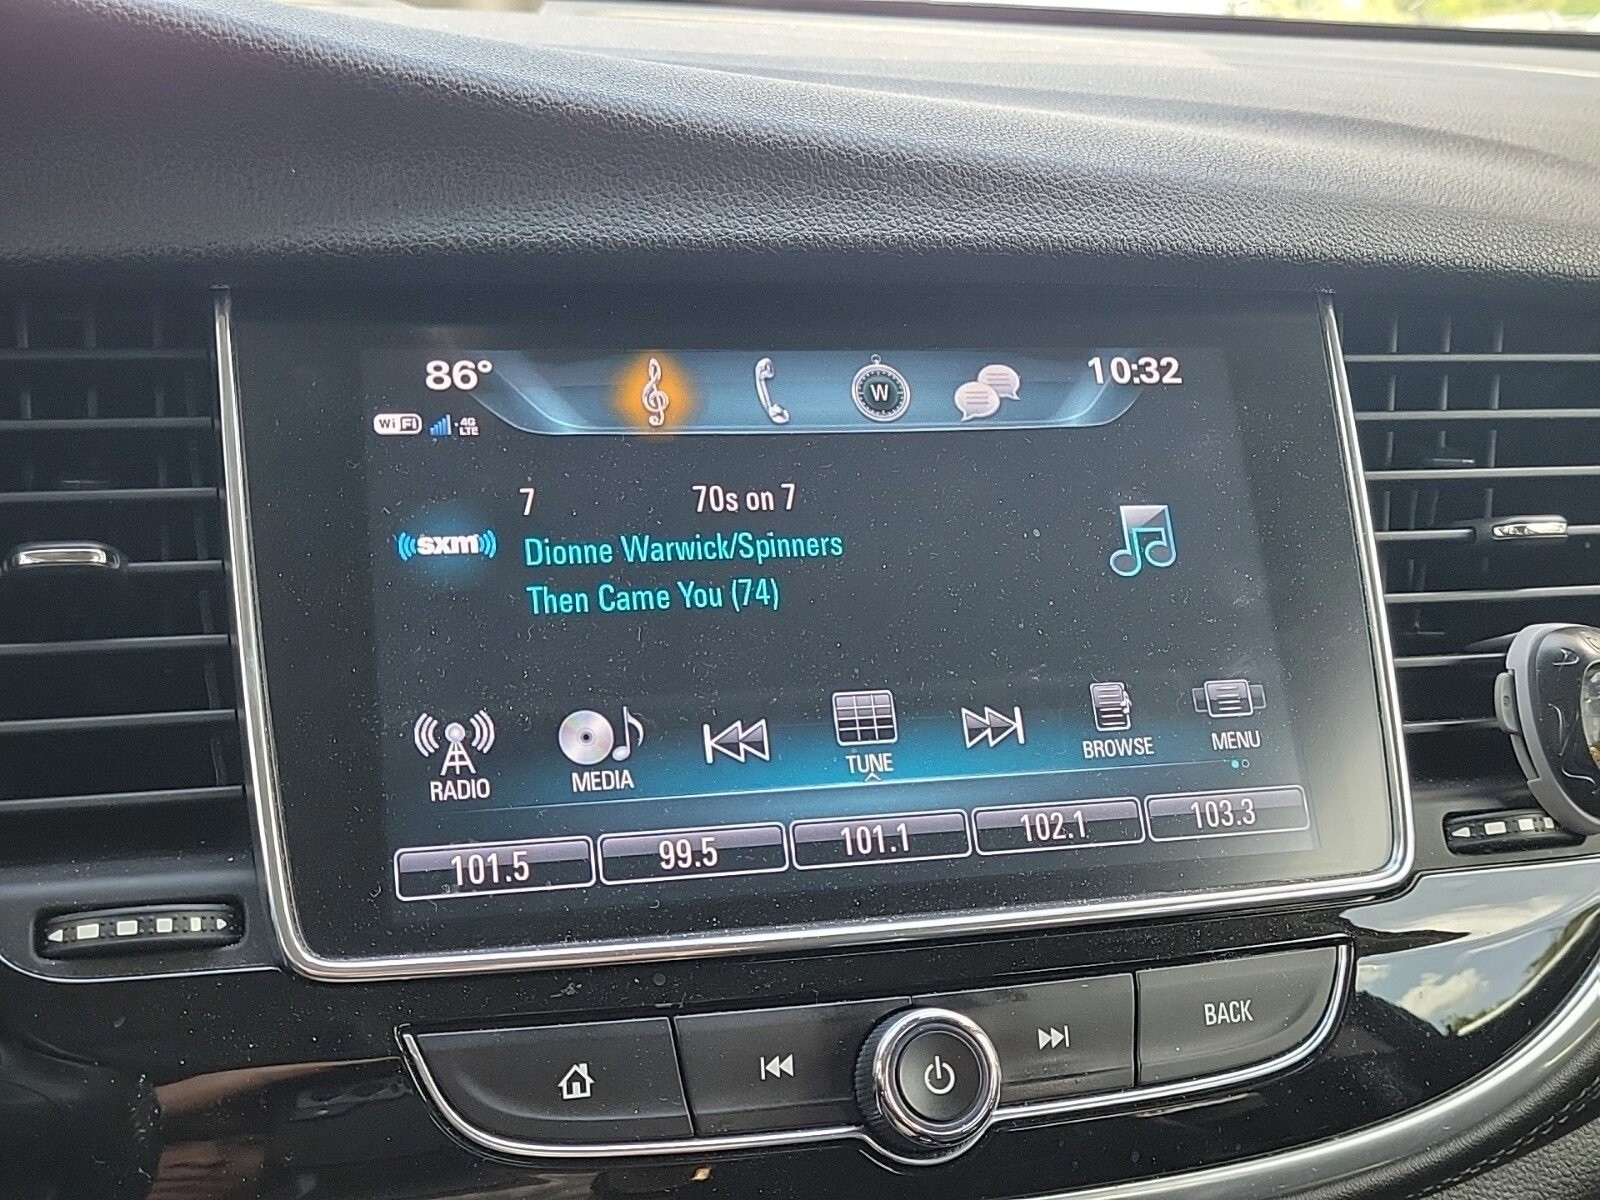 86°
10:32
WiFi 4G LTE
W
7 70s on 7
sxm
Dionne Warwick/Spinners
Then Came You (74)
RADIO
MEDIA
TUNE
BROWSE
MENU
101.5
99.5
101.1
102.1
103.3
BACK